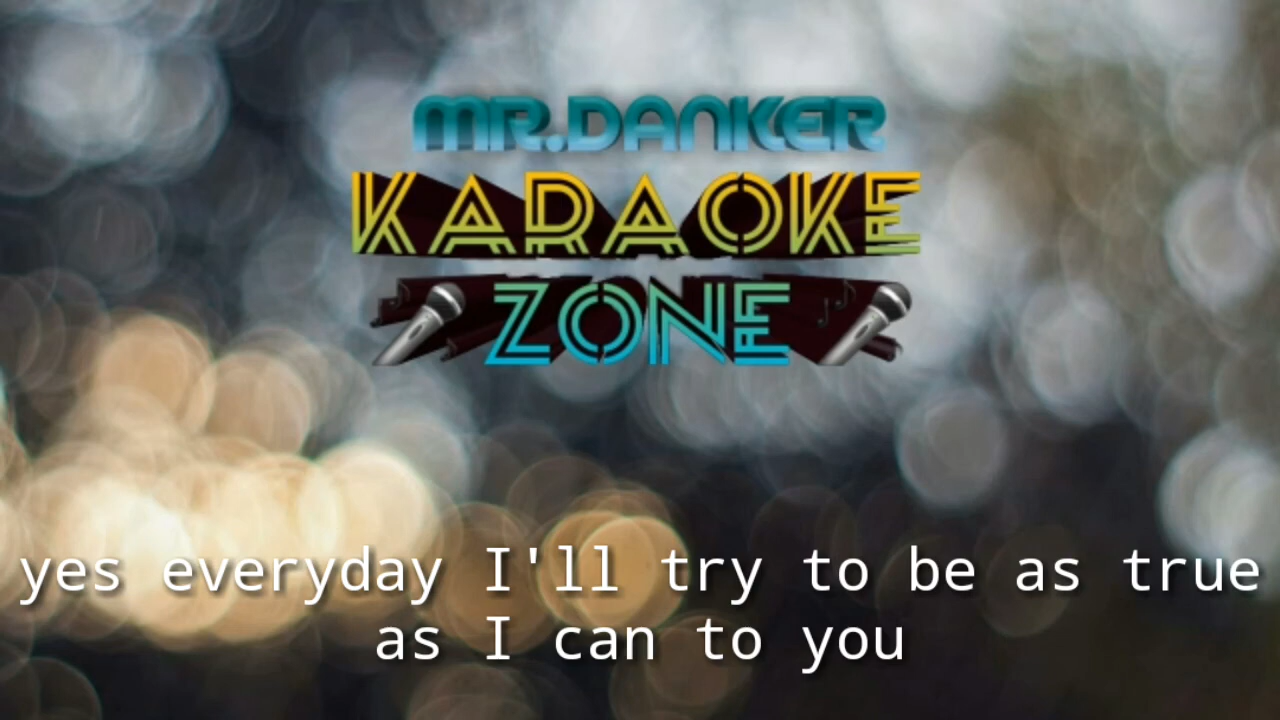 MR.DANKER
KARAOKE
ZONE
yes everyday I'll try to be as true
as I can to you